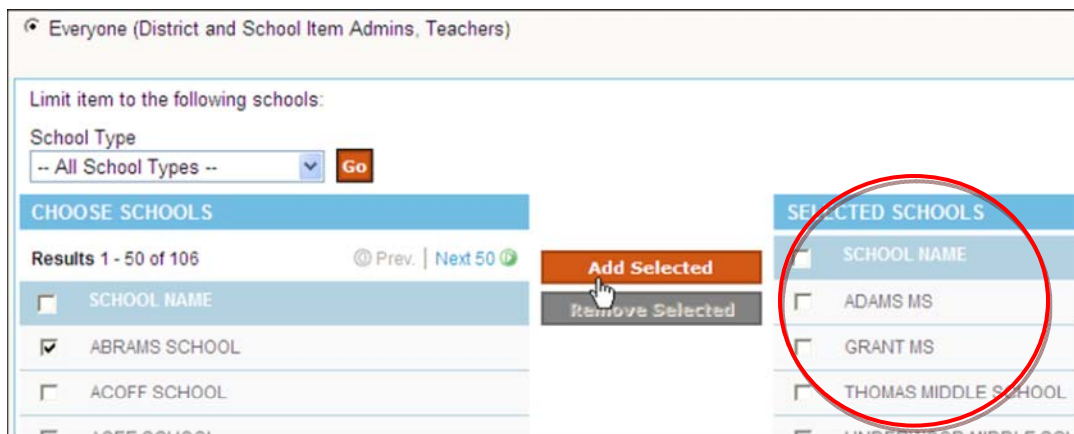 Everyone (District and School Item Admins, Teachers)
Limit item to the following schools:
School Type
-- All School Types --
Go
CHOOSE SCHOOLS
Results 1 - 50 of 106
Prev. | Next 50
SCHOOL NAME
ABRAMS SCHOOL
ACOFF SCHOOL
Add Selected
Remove Selected
SELECTED SCHOOLS
SCHOOL NAME
ADAMS MS
GRANT MS
THOMAS MIDDLE SCHOOL